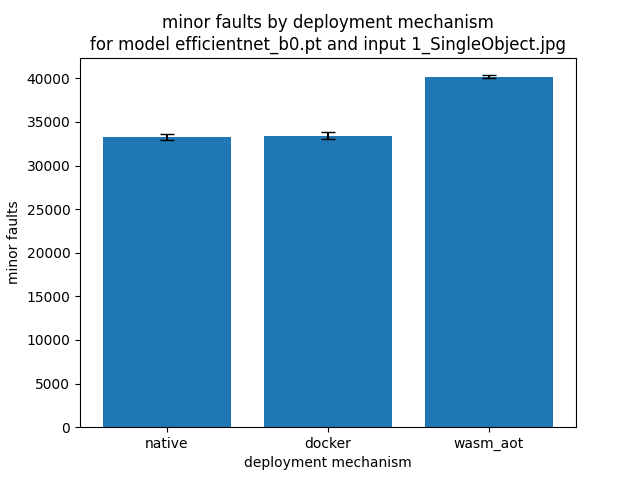 minor faults by deployment mechanism
for model efficientnet_b0.pt and input 1_SingleObject.jpg
minor faults
40000
35000
30000
25000
20000
15000
10000
5000
0
native
docker
wasm_aot
deployment mechanism